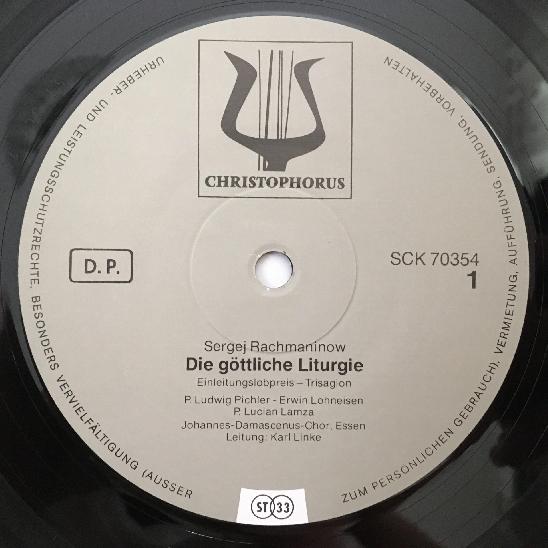 CHRISTOPHORUS
D. P.
SCK 70354
1
Sergej Rachmaninow
Die göttliche Liturgie
Einleitungslobpreis – Trisagion
P. Ludwig Pichler - Erwin Lohneisen
P. Lucian Lamza
Johannes-Damascenus-Chor, Essen
Leitung: Karl Linke
ST 33
URHEBER- UND LEISTUNGSSCHUTZRECHTE, BESONDERS VERVIELFÄLTIGUNG (AUSSER ZUM PERSÖNLICHEN GEBRAUCH), VERMIETUNG, AUFFÜHRUNG, SENDUNG, VORBEHALTEN